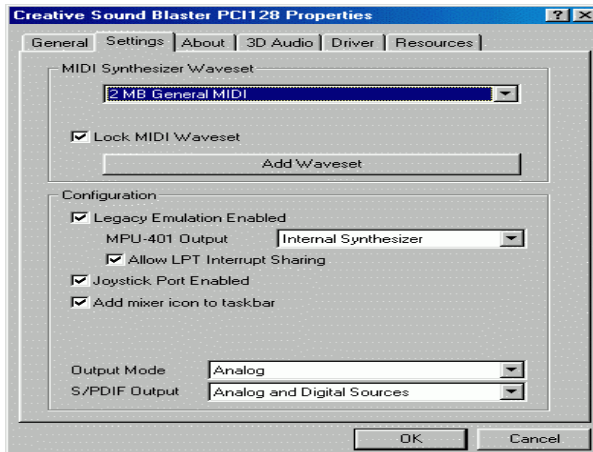 Creative Sound Blaster PCI128 Properties
General Settings About 3D Audio Driver Resources
MIDI Synthesizer Waveset
2 MB General MIDI
Lock MIDI Waveset
Add Waveset
Configuration
Legacy Emulation Enabled
MPU-401 Output Internal Synthesizer
Allow LPT Interrupt Sharing
Joystick Port Enabled
Add mixer icon to taskbar
Output Mode Analog
S/PDIF Output Analog and Digital Sources
OK Cancel